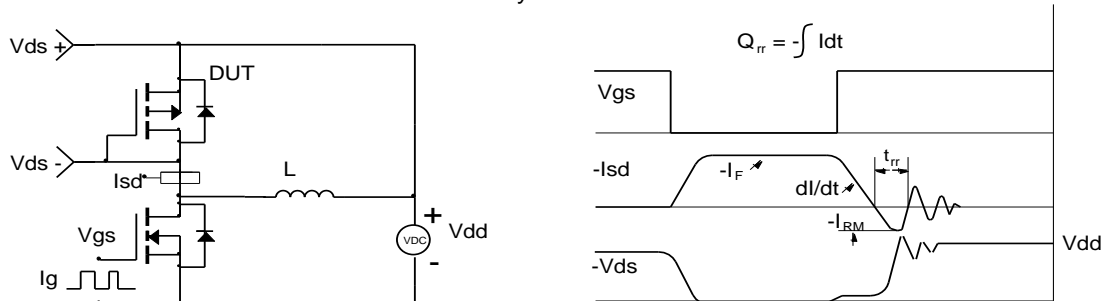 Vds +
DUT
Vds -
Isd
L
Vgs
Ig
VDC
+
-
Vdd
Qrr = -∫ Idt
Vgs
-Isd
-IF
dI/dt
trr
-IRM
Vdd
-Vds